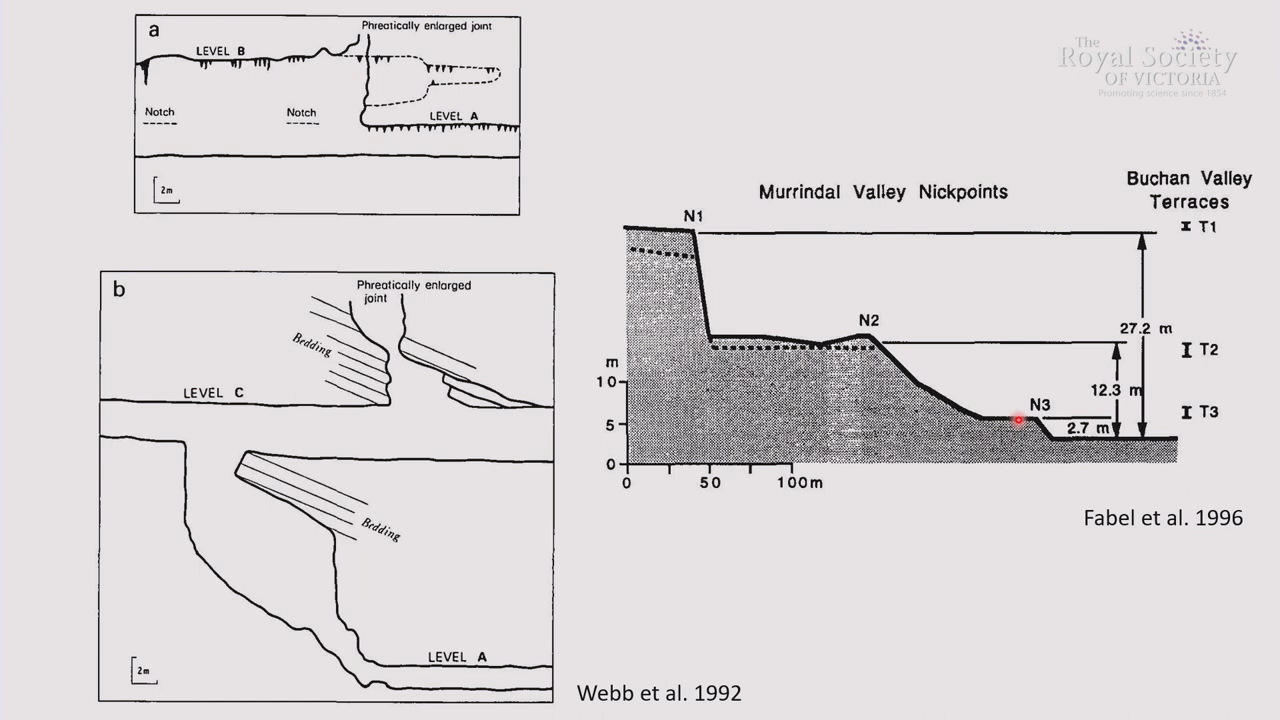 a
Phreatically enlarged joint
LEVEL B
Notch
Notch
LEVEL A
2m
b
Phreatically enlarged
joint
Bedding
LEVEL C
Bedding
LEVEL A
2m
Webb et al. 1992
The
Royal Society
OF VICTORIA
Promoting science since 1854
Murrindal Valley Nickpoints
Buchan Valley
Terraces
N1
T1
N2
27.2 m
T2
m
10
12.3 m
N3
T3
5
2.7 m
0
0 50 100m
Fabel et al. 1996